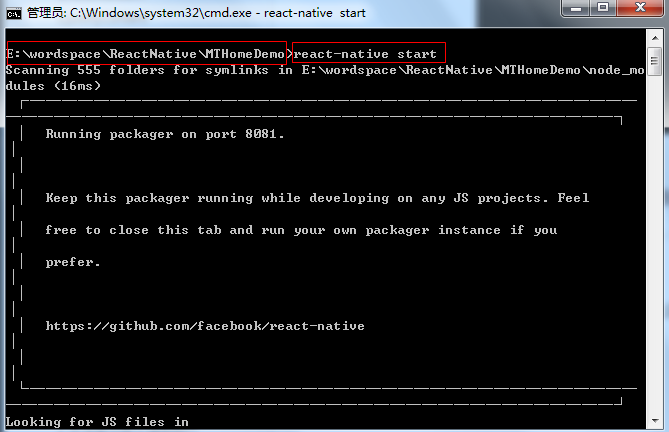 管理员: C:\Windows\system32\cmd.exe - react-native  start
E:\wordspace\ReactNative\MTHomeDemo>react-native start
Scanning 555 folders for symlinks in E:\wordspace\ReactNative\MTHomeDemo\node_mo
dules (16ms)
Running packager on port 8081.
Keep this packager running while developing on any JS projects. Feel
free to close this tab and run your own packager instance if you
prefer.
https://github.com/facebook/react-native
Looking for JS files in